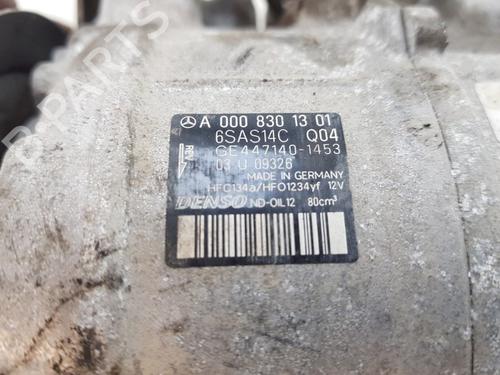 A 000 830 13 01
6SAS14C Q04
REV.
GE447140-1453
03 U 09326
MADE IN GERMANY
HFC134a/HFO1234yf 12V
DENSO ND-OIL12 80cm³
B-PARTS